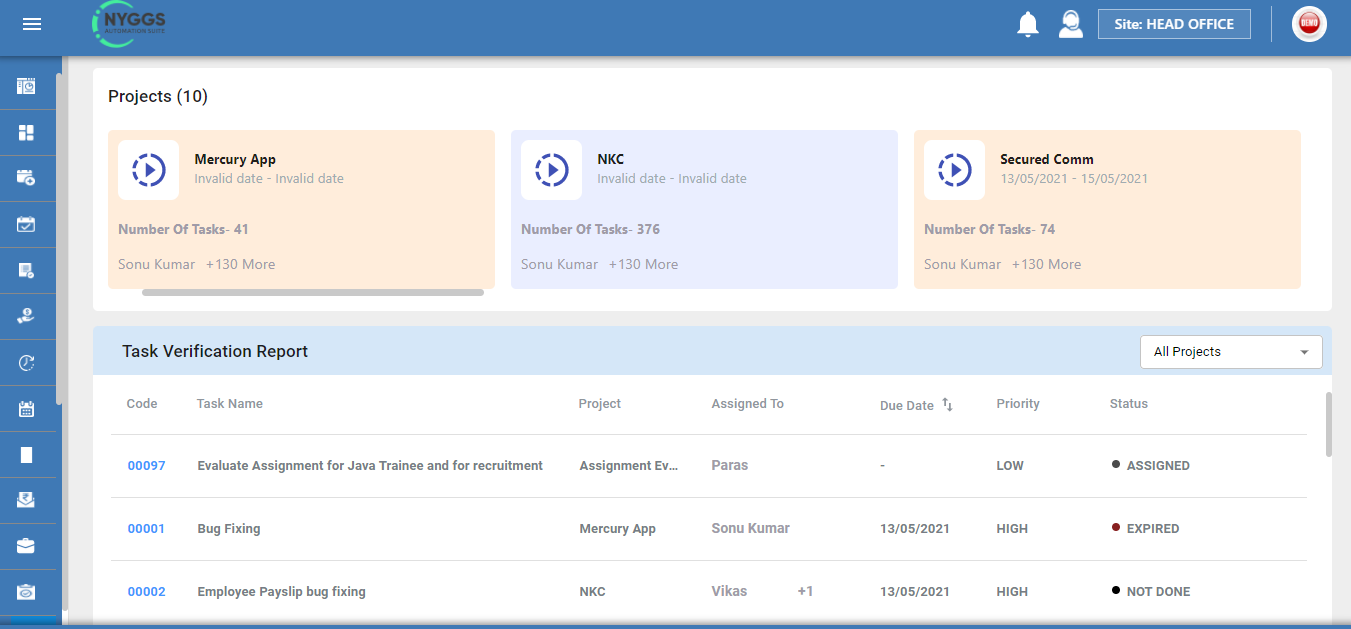 NYGGS
AUTOMATION SUITE
Site: HEAD OFFICE
DEMO
Projects (10)
Mercury App
Invalid date - Invalid date
Number Of Tasks- 41
Sonu Kumar +130 More
NKC
Invalid date - Invalid date
Number Of Tasks- 376
Sonu Kumar +130 More
Secured Comm
13/05/2021 - 15/05/2021
Number Of Tasks- 74
Sonu Kumar +130 More
Task Verification Report
All Projects
Code Task Name Project Assigned To Due Date Priority Status
00097 Evaluate Assignment for Java Trainee and for recruitment Assignment Ev... Paras - LOW ASSIGNED
00001 Bug Fixing Mercury App Sonu Kumar 13/05/2021 HIGH EXPIRED
00002 Employee Payslip bug fixing NKC Vikas +1 13/05/2021 HIGH NOT DONE